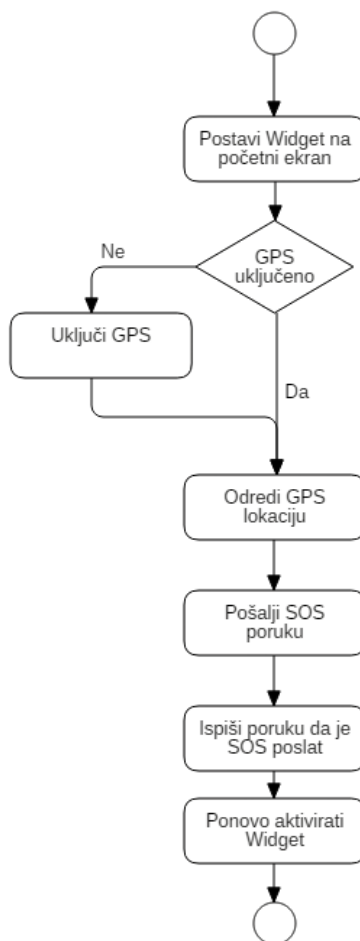 Postavi Widget na
početni ekran
GPS
uključeno
Ne
Uključi GPS
Da
Odredi GPS
lokaciju
Pošalji SOS
poruku
Ispiši poruku da je
SOS poslat
Ponovo aktivirati
Widget